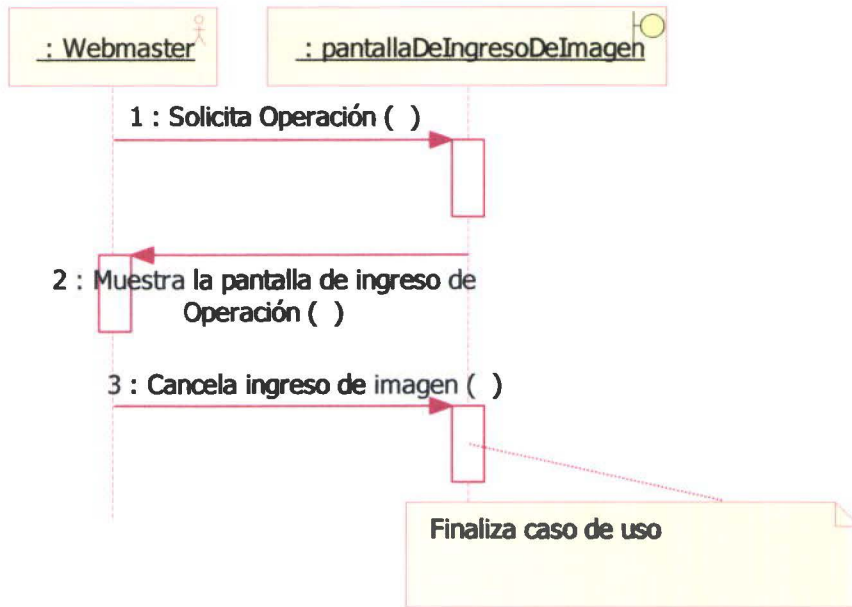 : Webmaster
: pantallaDeIngresoDeImagen
1 : Solicita Operación ( )
2 : Muestra la pantalla de ingreso de
Operación ( )
3 : Cancela ingreso de imagen ( )
Finaliza caso de uso